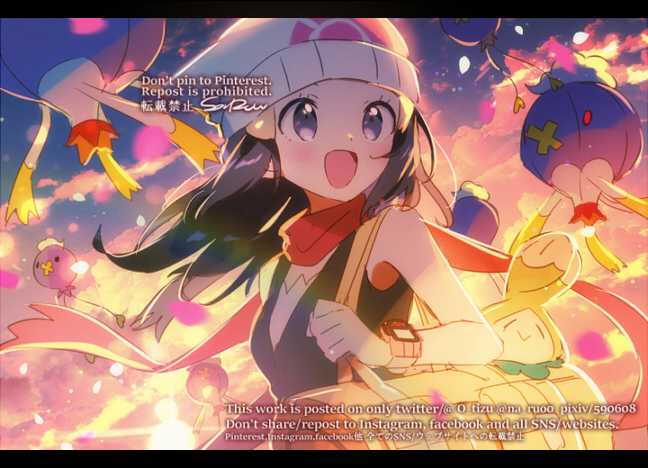 Don't pin to Pinterest.
Repost is prohibited.
転載禁止
This work is posted on only twitter/@_O_tizu @na_ruoo pixiv/590608
Don't share/repost to Instagram, facebook and all SNS/websites.
Pinterest,Instagram,facebook他 全てのSNS/ウェブサイトへの転載禁止